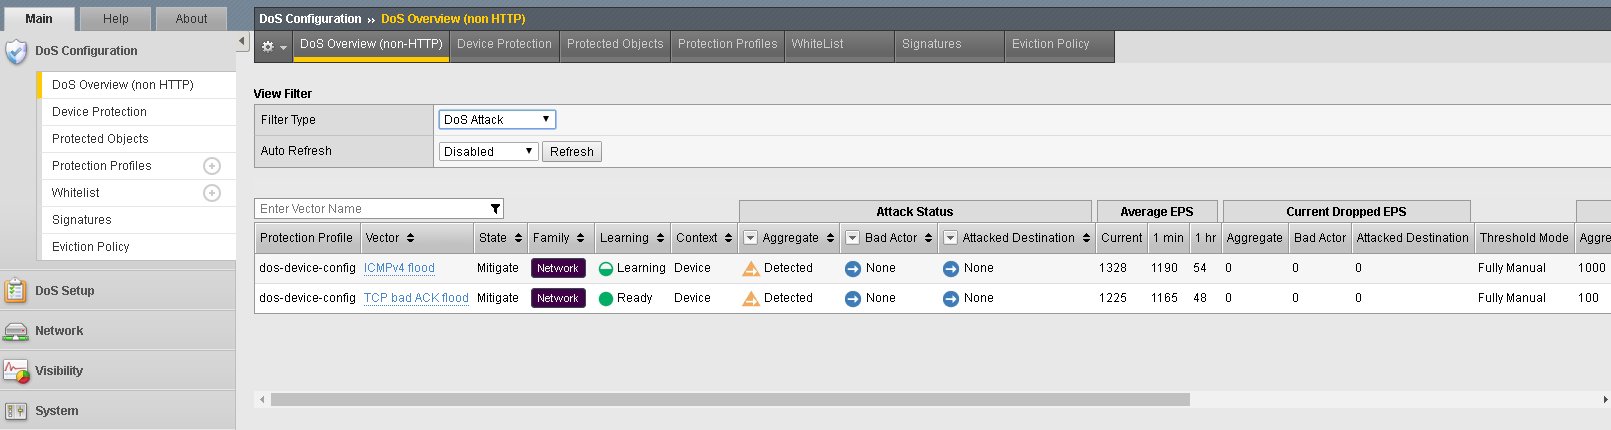 Main Help About
DoS Configuration
DoS Overview (non HTTP)
Device Protection
Protected Objects
Protection Profiles
Whitelist
Signatures
Eviction Policy
DoS Setup
Network
Visibility
System
DoS Configuration ›› DoS Overview (non HTTP)
DoS Overview (non-HTTP) Device Protection Protected Objects Protection Profiles WhiteList Signatures Eviction Policy
View Filter
Filter Type DoS Attack
Auto Refresh Disabled Refresh
Enter Vector Name
Attack Status Average EPS Current Dropped EPS
Protection Profile Vector State Family Learning Context Aggregate Bad Actor Attacked Destination Current 1 min 1 hr Aggregate Bad Actor Attacked Destination Threshold Mode Aggre
dos-device-config ICMPv4 flood Mitigate Network Learning Device Detected None None 1328 1190 54 0 0 0 Fully Manual 1000
dos-device-config TCP bad ACK flood Mitigate Network Ready Device Detected None None 1225 1165 48 0 0 0 Fully Manual 100